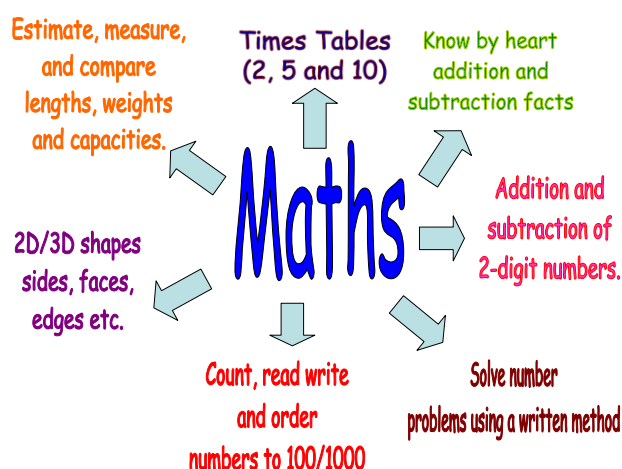 Estimate, measure,
and compare
lengths, weights
and capacities.
Times Tables
(2, 5 and 10)
Know by heart
addition and
subtraction facts
Maths
Addition and
subtraction of
2-digit numbers.
2D/3D shapes
sides, faces,
edges etc.
Count, read write
and order
numbers to 100/1000
Solve number
problems using a written method